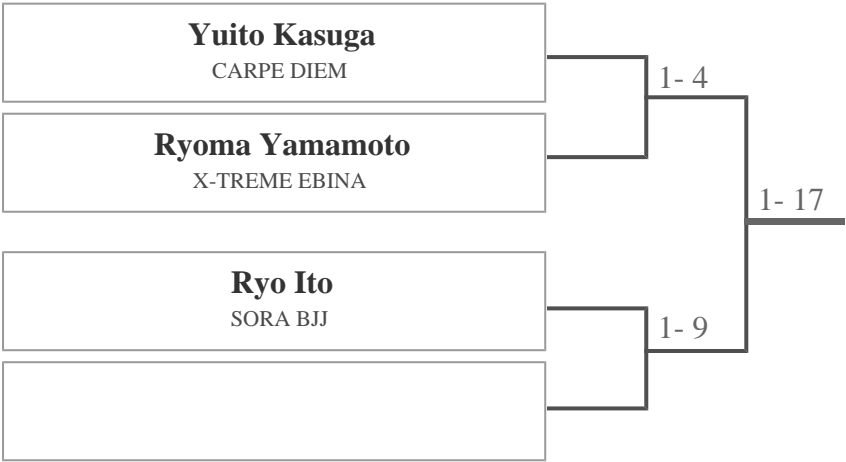 Yuito Kasuga
CARPE DIEM
1- 4
Ryoma Yamamoto
X-TREME EBINA
1- 17
Ryo Ito
SORA BJJ
1- 9